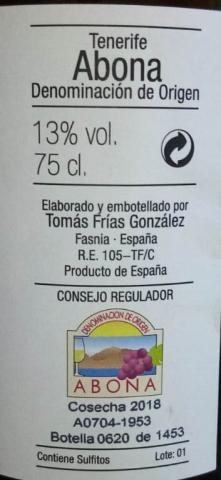 Tenerife
Abona
Denominación de Origen
13% vol.
75 cl.
Elaborado y embotellado por
Tomás Frías González
Fasnia · España
R.E. 105–TF/C
Producto de España
CONSEJO REGULADOR
DENOMINACIÓN DE ORIGEN
ABONA
Cosecha 2018
A0704-1953
Botella 0620 de 1453
Contiene Sulfitos
Lote: 01